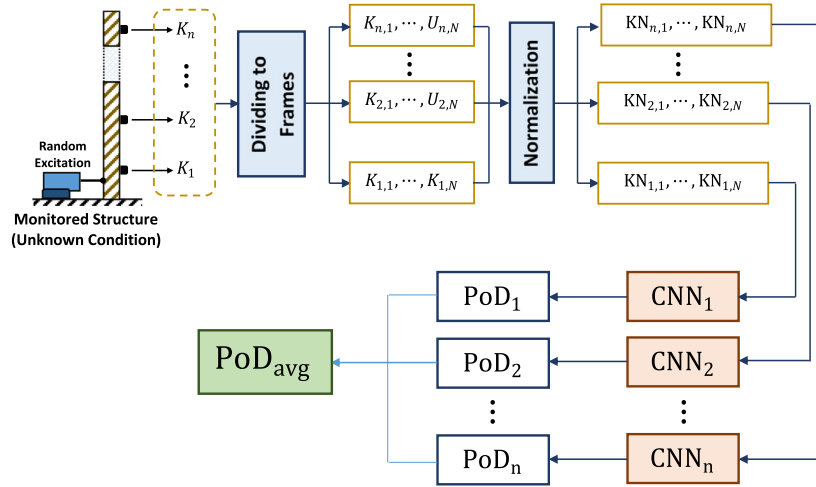 K_n
⋮
K_2
K_1
Random
Excitation
Monitored Structure
(Unknown Condition)
Dividing to
Frames
K_{n,1}, ⋯, U_{n,N}
⋮
K_{2,1}, ⋯, U_{2,N}
K_{1,1}, ⋯, K_{1,N}
Normalization
KN_{n,1}, ⋯, KN_{n,N}
⋮
KN_{2,1}, ⋯, KN_{2,N}
KN_{1,1}, ⋯, KN_{1,N}
PoD_1
CNN_1
PoD_avg
PoD_2
CNN_2
⋮
⋮
PoD_n
CNN_n